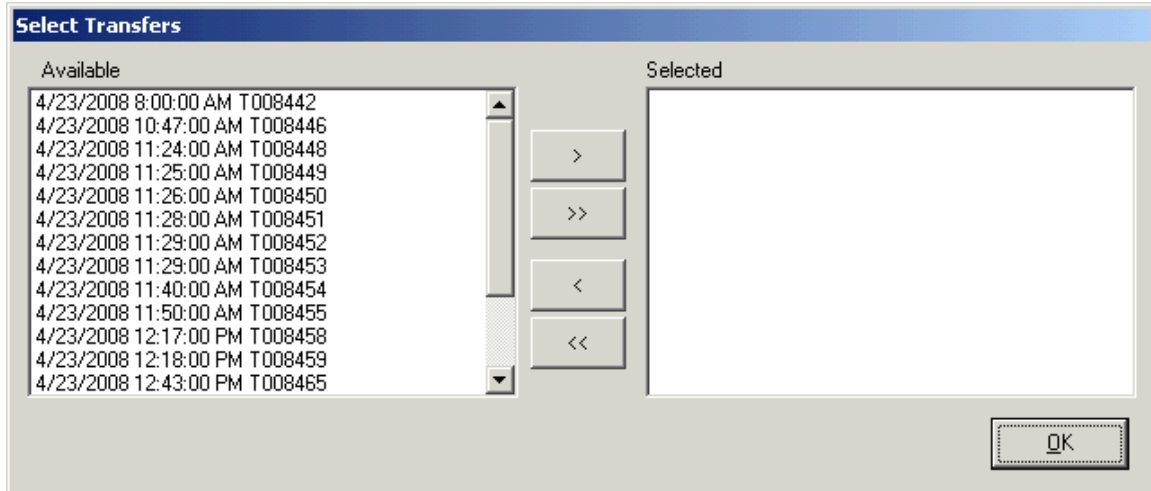 Select Transfers
Available
Selected
4/23/2008 8:00:00 AM T008442
4/23/2008 10:47:00 AM T008446
4/23/2008 11:24:00 AM T008448
4/23/2008 11:25:00 AM T008449
4/23/2008 11:26:00 AM T008450
4/23/2008 11:28:00 AM T008451
4/23/2008 11:29:00 AM T008452
4/23/2008 11:29:00 AM T008453
4/23/2008 11:40:00 AM T008454
4/23/2008 11:50:00 AM T008455
4/23/2008 12:17:00 PM T008458
4/23/2008 12:18:00 PM T008459
4/23/2008 12:43:00 PM T008465
>
>>
<
<<
OK